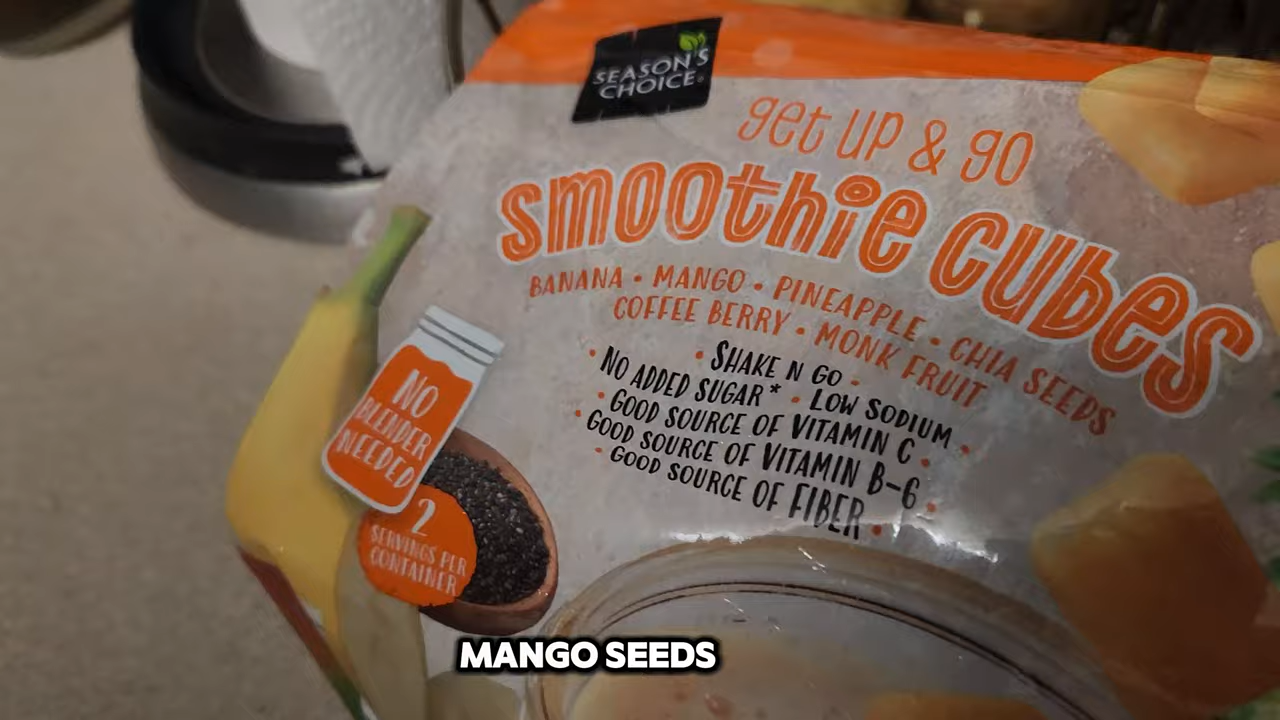 SEASON'S
CHOICE®
get up & go
smoothie cubes
BANANA • MANGO • PINEAPPLE • CHIA SEEDS
COFFEE BERRY • MONK FRUIT
• SHAKE N GO •
• NO ADDED SUGAR* • LOW SODIUM •
• GOOD SOURCE OF VITAMIN C •
• GOOD SOURCE OF VITAMIN B-6 •
• GOOD SOURCE OF FIBER •
NO
BLENDER
NEEDED
2
SERVINGS PER
CONTAINER
MANGO SEEDS